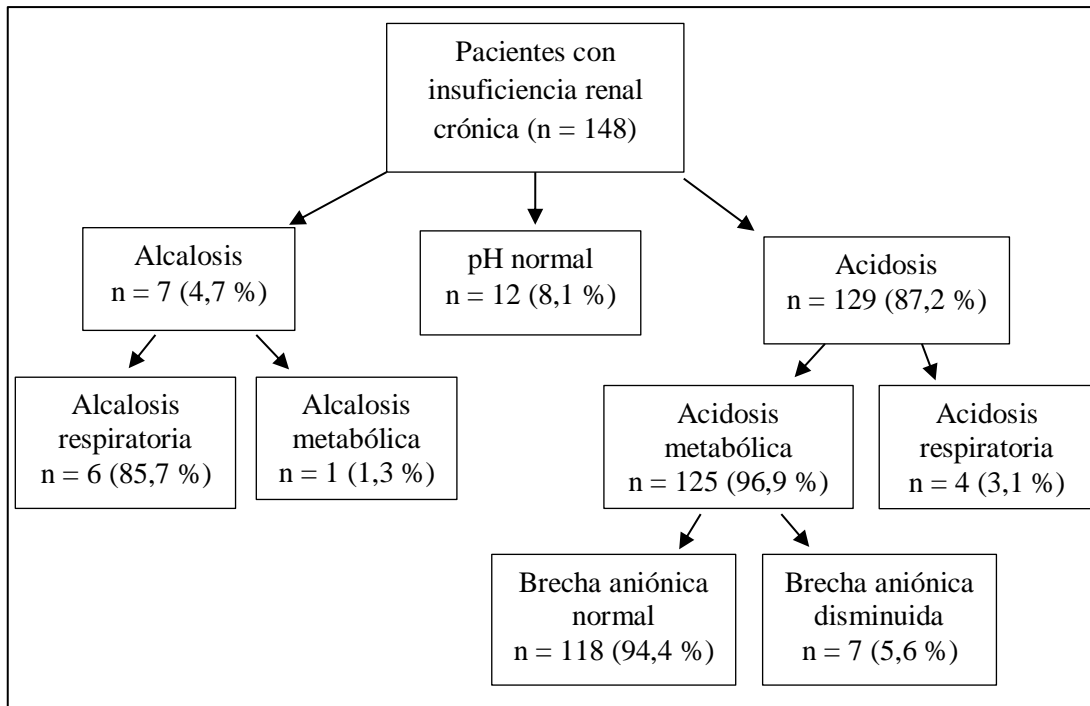 Pacientes con
insuficiencia renal
crónica (n = 148)
Alcalosis
n = 7 (4,7 %)
pH normal
n = 12 (8,1 %)
Acidosis
n = 129 (87,2 %)
Alcalosis
respiratoria
n = 6 (85,7 %)
Alcalosis
metabólica
n = 1 (1,3 %)
Acidosis
metabólica
n = 125 (96,9 %)
Acidosis
respiratoria
n = 4 (3,1 %)
Brecha aniónica
normal
n = 118 (94,4 %)
Brecha aniónica
disminuida
n = 7 (5,6 %)